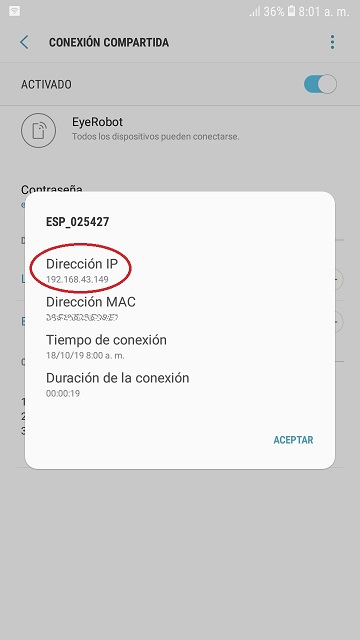 36% 8:01 a. m.
CONEXIÓN COMPARTIDA
ACTIVADO
EyeRobot
Todos los dispositivos pueden conectarse.
Contraseña
ESP_025427
Dirección IP
192.168.43.149
Dirección MAC
Tiempo de conexión
18/10/19 8:00 a. m.
Duración de la conexión
00:00:19
ACEPTAR